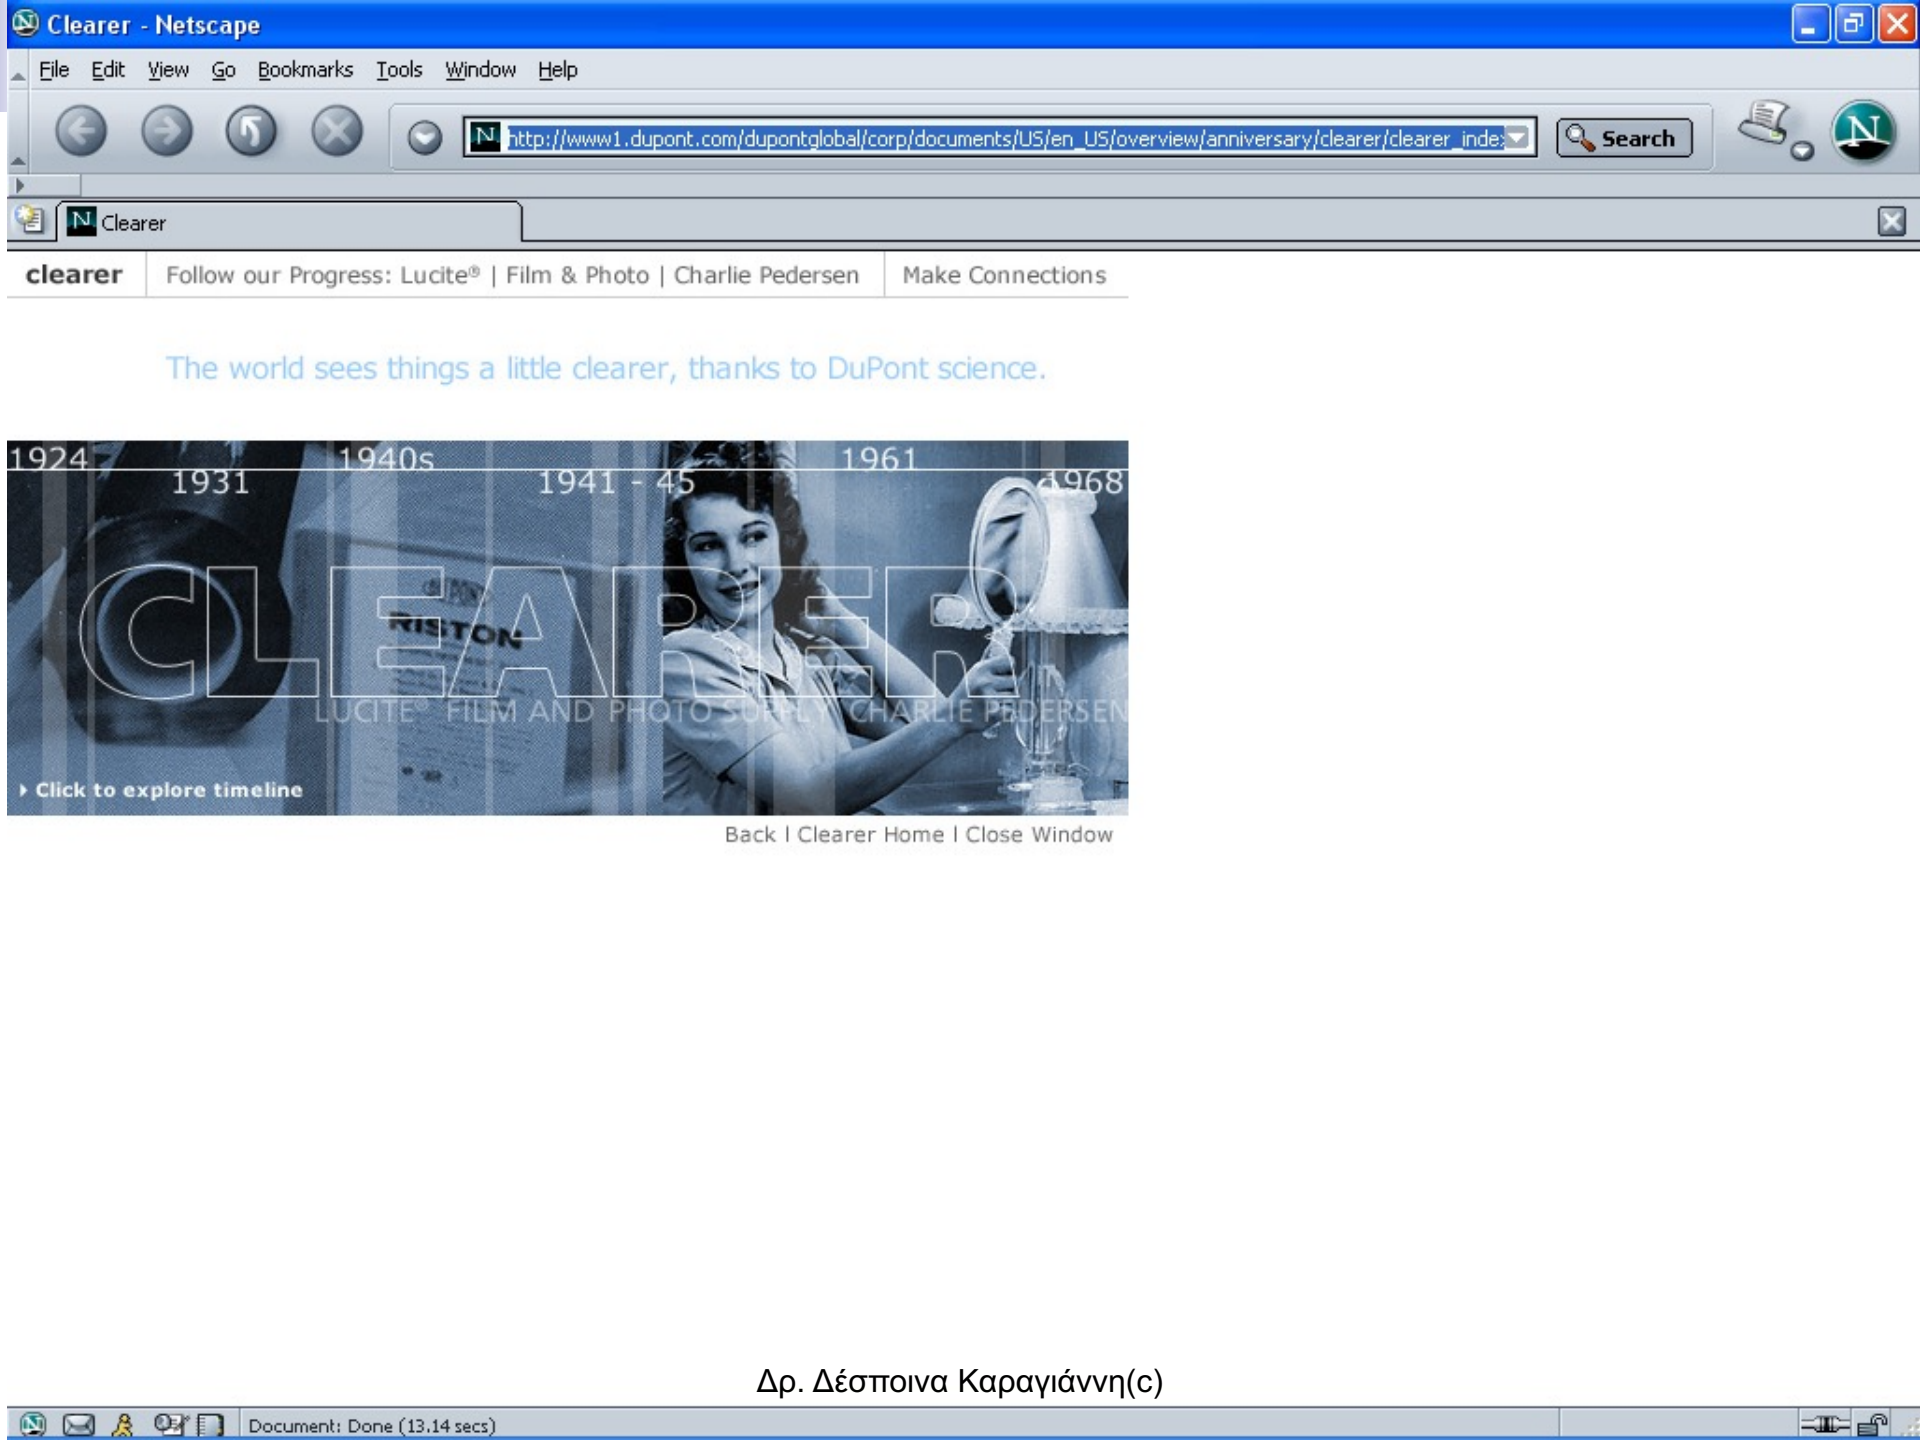 Clearer - Netscape
File Edit View Go Bookmarks Tools Window Help
http://www1.dupont.com/dupontglobal/corp/documents/US/en_US/overview/anniversary/clearer/clearer_index
Search
Clearer
clearer Follow our Progress: Lucite® | Film & Photo | Charlie Pedersen Make Connections
The world sees things a little clearer, thanks to DuPont science.
1924 1940s 1961
1931 1941 - 45 1968
RISTON
CLEARER
LUCITE® FILM AND PHOTO SUPPLY CHARLIE PEDERSEN
Click to explore timeline
Back | Clearer Home | Close Window
Δρ. Δέσποινα Καραγιάννη(c)
Document: Done (13.14 secs)